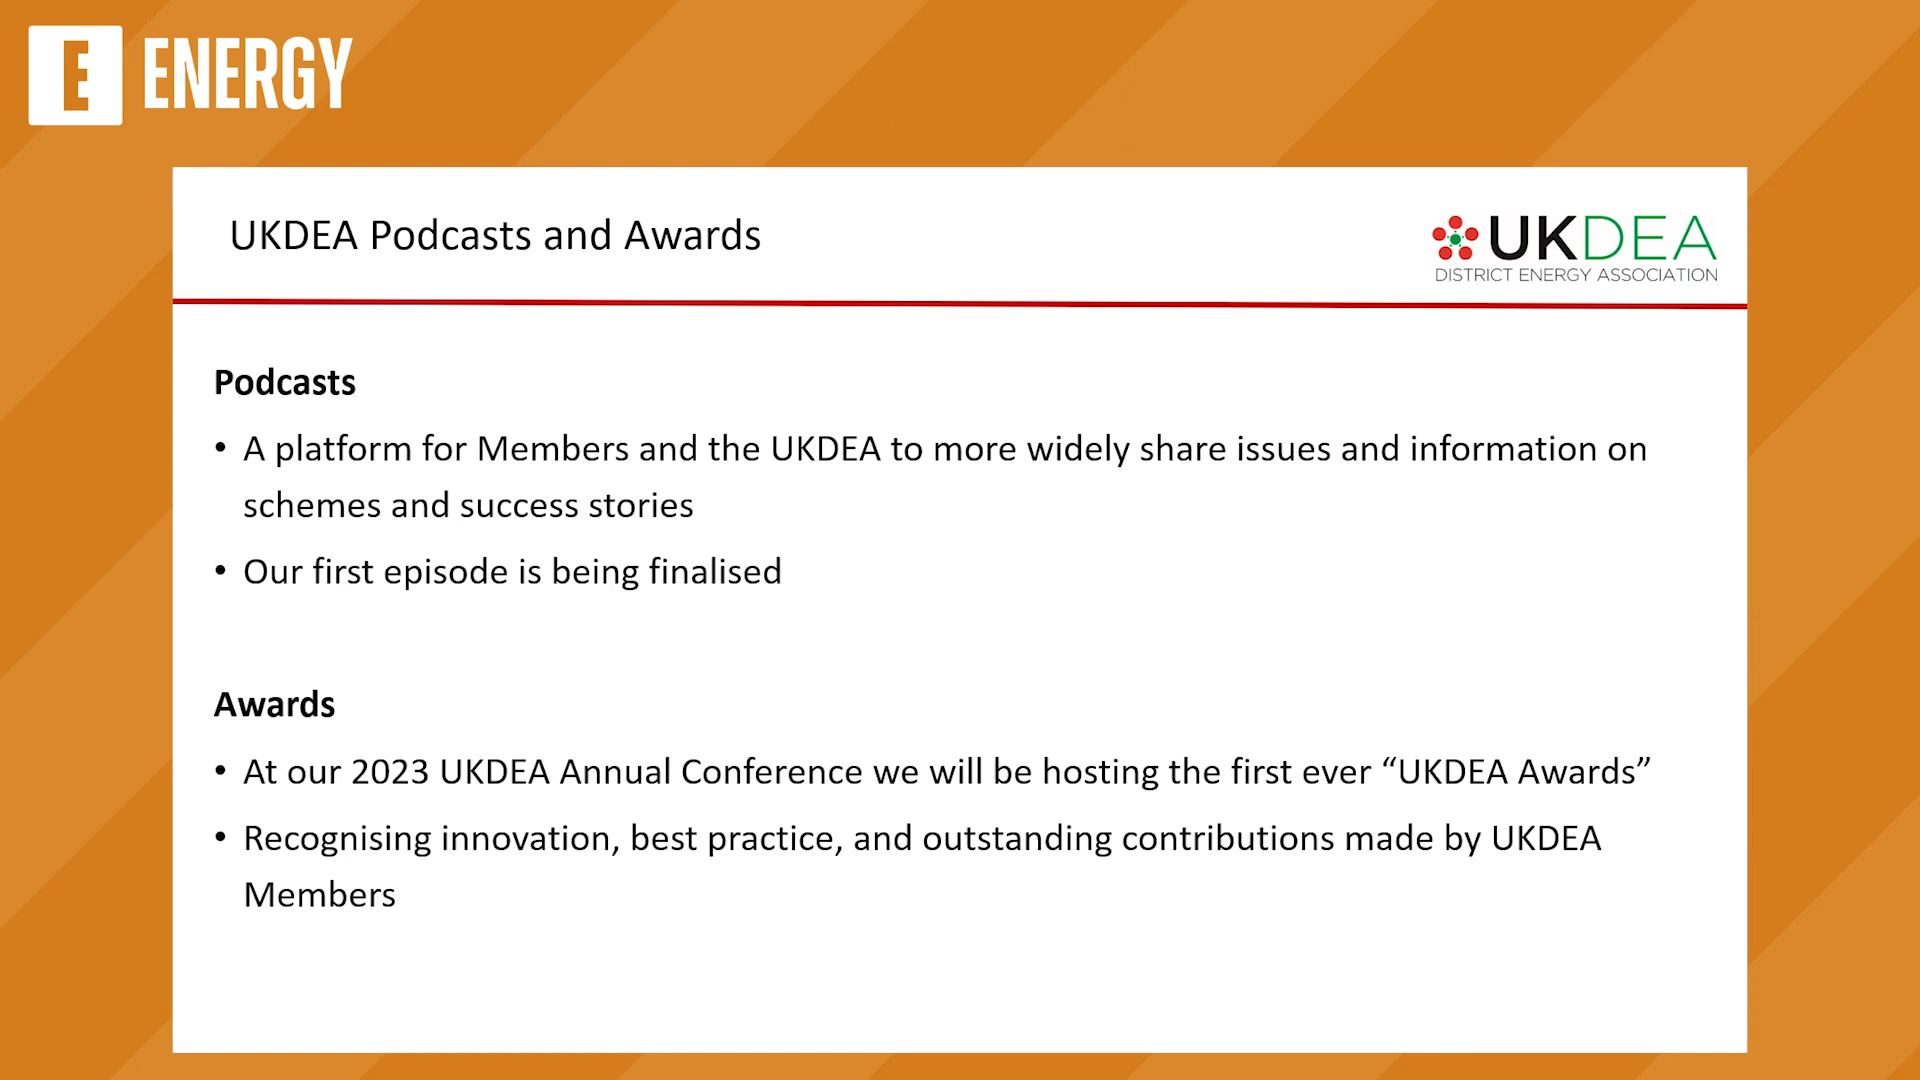 E ENERGY
UKDEA Podcasts and Awards
UKDEA
DISTRICT ENERGY ASSOCIATION
Podcasts
• A platform for Members and the UKDEA to more widely share issues and information on
schemes and success stories
• Our first episode is being finalised
Awards
• At our 2023 UKDEA Annual Conference we will be hosting the first ever “UKDEA Awards”
• Recognising innovation, best practice, and outstanding contributions made by UKDEA
Members